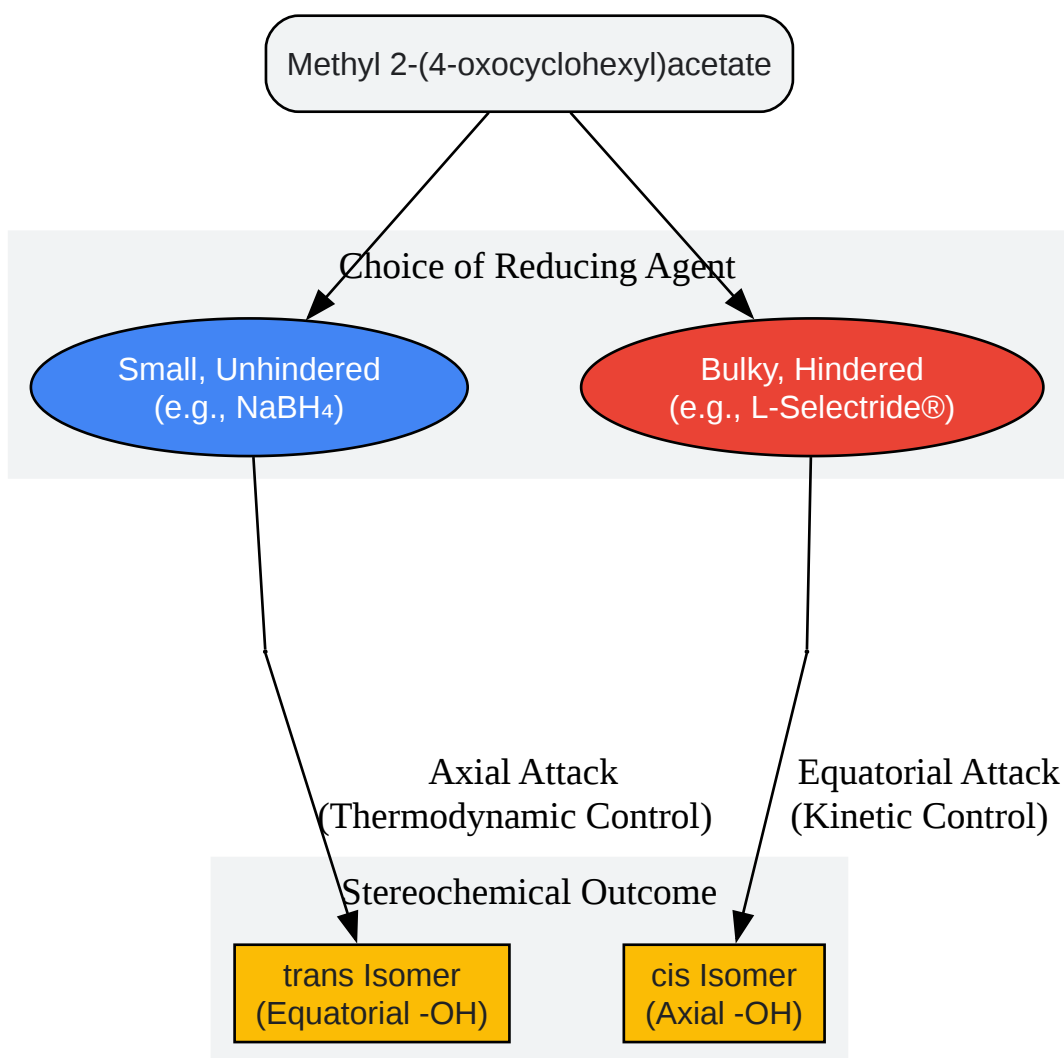 Methyl 2-(4-oxocyclohexyl)acetate
Choice of Reducing Agent
Small, Unhindered
(e.g., NaBH₄)
Bulky, Hindered
(e.g., L-Selectride®)
Axial Attack
(Thermodynamic Control)
Equatorial Attack
(Kinetic Control)
Stereochemical Outcome
trans Isomer
(Equatorial -OH)
cis Isomer
(Axial -OH)